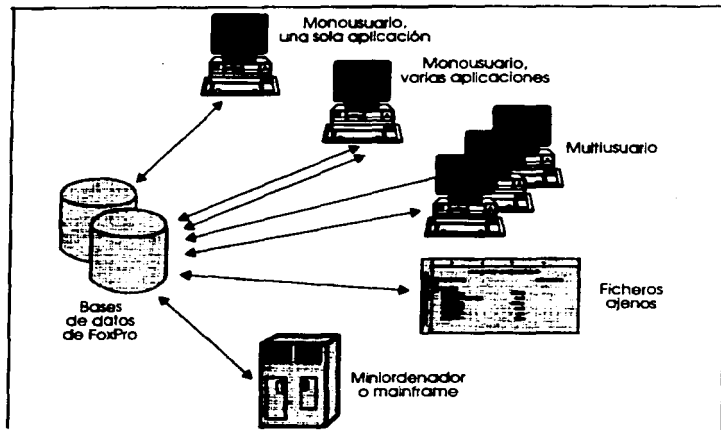 Monousuario,
una sola aplicación
Monousuario,
varias aplicaciones
Multiusuario
Ficheros
ajenos
Bases
de datos
de FoxPro
Miniordenador
o mainframe